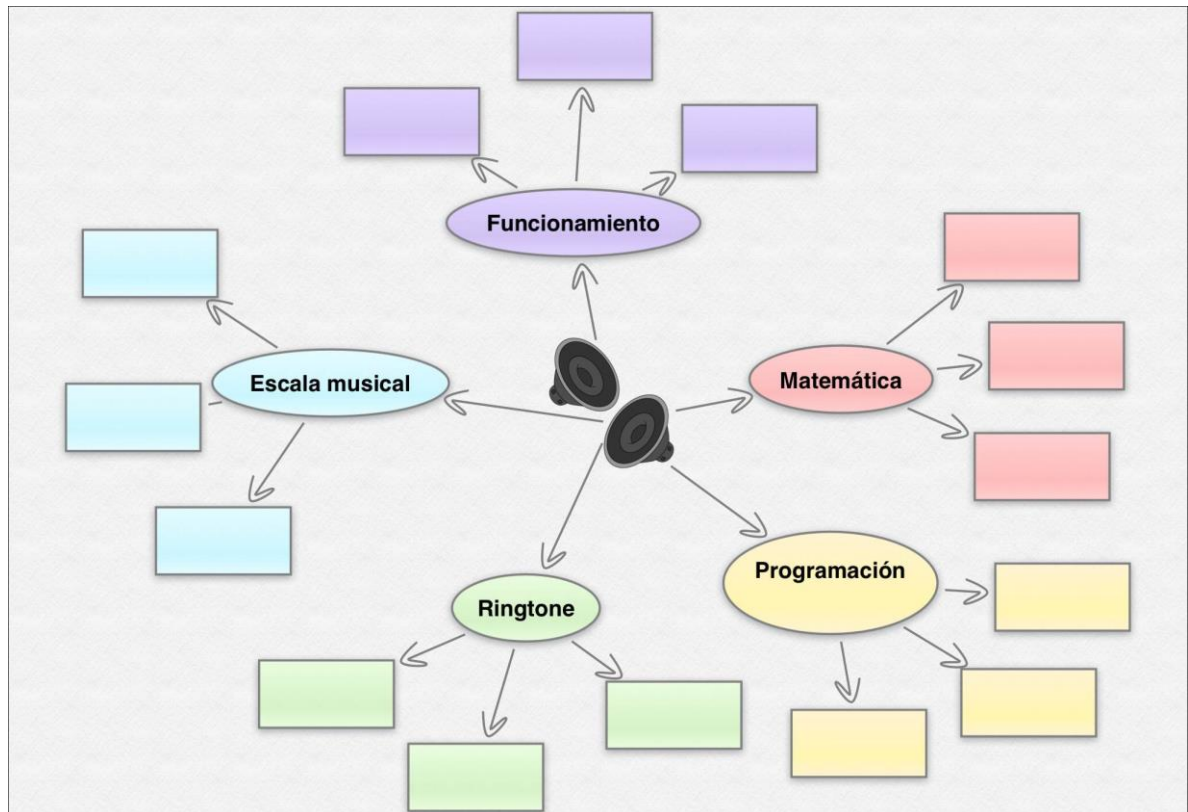 Funcionamiento
Escala musical
Matemática
Programación
Ringtone